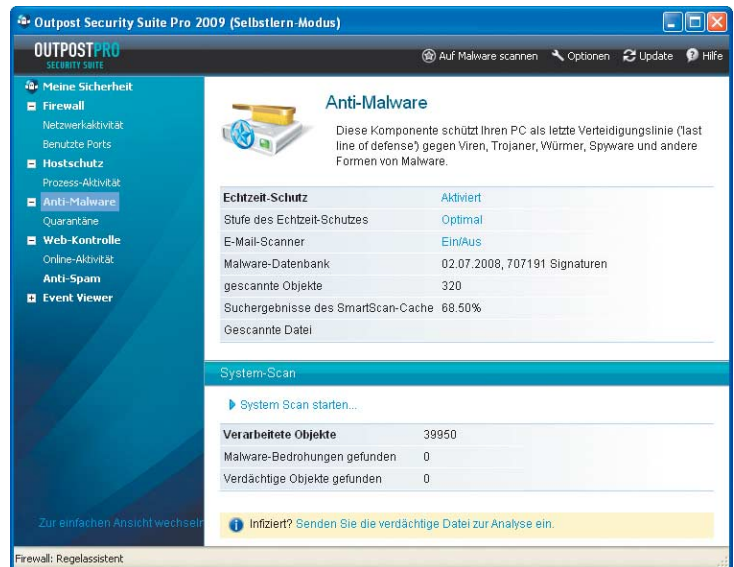 Outpost Security Suite Pro 2009 (Selbstlern-Modus)
OUTPOSTPRO
SECURITY SUITE
Auf Malware scannen Optionen Update Hilfe
Meine Sicherheit
Firewall
Netzwerkaktivität
Benutzte Ports
Hostschutz
Prozess-Aktivität
Anti-Malware
Quarantäne
Web-Kontrolle
Online-Aktivität
Anti-Spam
Event Viewer
Zur einfachen Ansicht wechseln
Anti-Malware
Diese Komponente schützt Ihren PC als letzte Verteidigungslinie ('last
line of defense') gegen Viren, Trojaner, Würmer, Spyware und andere
Formen von Malware.
Echtzeit-Schutz Aktiviert
Stufe des Echtzeit-Schutzes Optimal
E-Mail-Scanner Ein/Aus
Malware-Datenbank 02.07.2008, 707191 Signaturen
gescannte Objekte 320
Suchergebnisse des SmartScan-Cache 68.50%
Gescannte Datei
System-Scan
System Scan starten...
Verarbeitete Objekte 39950
Malware-Bedrohungen gefunden 0
Verdächtige Objekte gefunden 0
Infiziert? Senden Sie die verdächtige Datei zur Analyse ein.
Firewall: Regelassistent